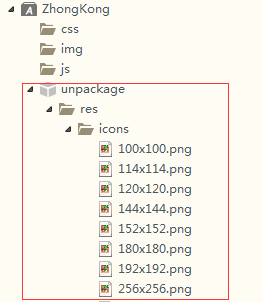 ZhongKong
css
img
js
unpackage
res
icons
100x100.png
114x114.png
120x120.png
144x144.png
152x152.png
180x180.png
192x192.png
256x256.png